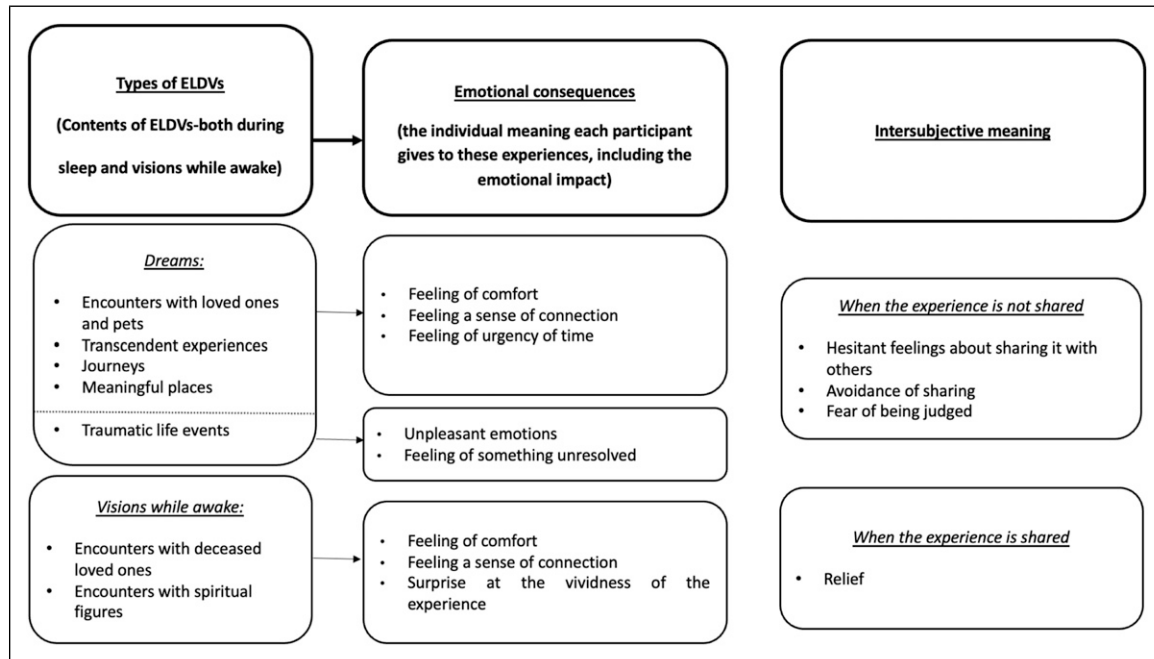 Types of ELDVs
(Contents of ELDVs-both during
sleep and visions while awake)
Emotional consequences
(the individual meaning each participant
gives to these experiences, including the
emotional impact)
Intersubjective meaning
Dreams:
• Encounters with loved ones
and pets
• Transcendent experiences
• Journeys
• Meaningful places
• Traumatic life events
• Feeling of comfort
• Feeling a sense of connection
• Feeling of urgency of time
• Unpleasant emotions
• Feeling of something unresolved
When the experience is not shared
• Hesitant feelings about sharing it with
others
• Avoidance of sharing
• Fear of being judged
Visions while awake:
• Encounters with deceased
loved ones
• Encounters with spiritual
figures
• Feeling of comfort
• Feeling a sense of connection
• Surprise at the vividness of the
experience
When the experience is shared
• Relief